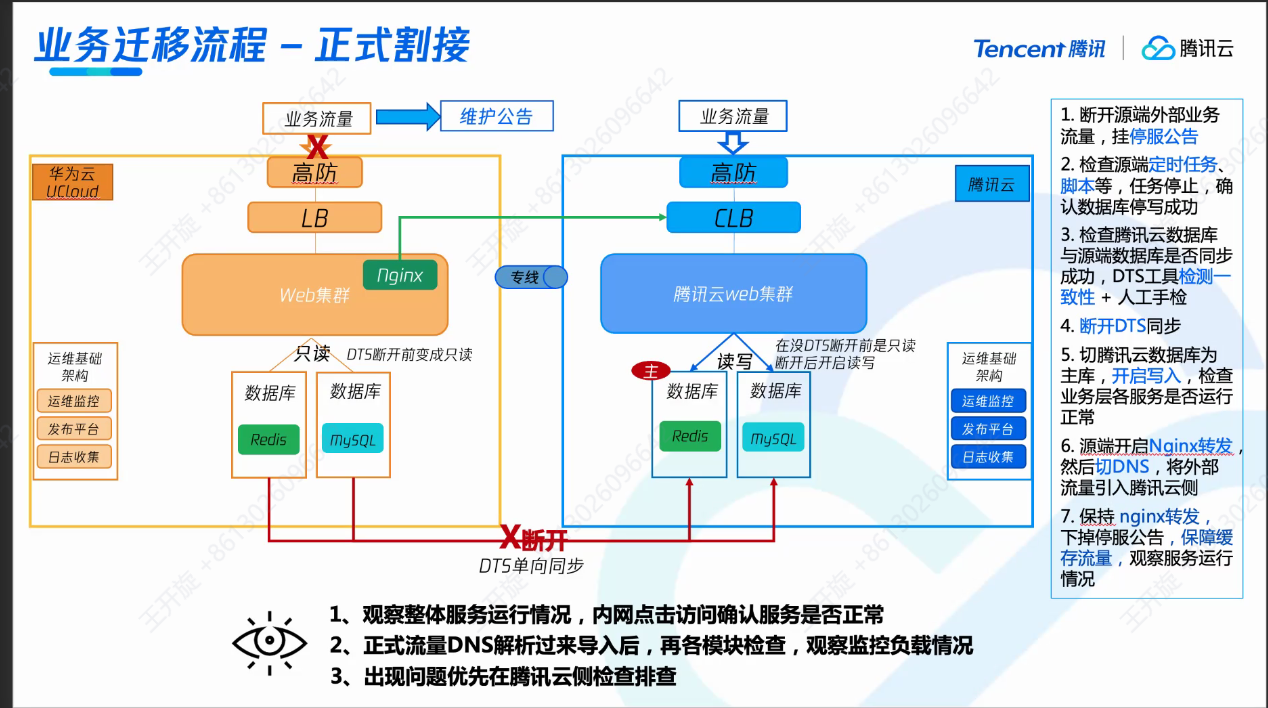 业务迁移流程 – 正式割接
Tencent 腾讯 | 腾讯云
业务流量
维护公告
业务流量
华为云
UCloud
高防
LB
Web集群
Nginx
专线
高防
CLB
腾讯云
腾讯云web集群
只读
DTS断开前变成只读
读写
在没DTS断开前是只读
断开后开启读写
主
运维基础
架构
运维监控
发布平台
日志收集
数据库
Redis
数据库
MySQL
数据库
Redis
数据库
MySQL
运维基础
架构
运维监控
发布平台
日志收集
X断开
DTS单向同步
1. 断开源端外部业务
流量，挂停服公告
2. 检查源端定时任务、
脚本等，任务停止，确
认数据库停写成功
3. 检查腾讯云数据库
与源端数据库是否同步
成功，DTS工具检测一
致性 + 人工手检
4. 断开DTS同步
5. 切腾讯云数据库为
主库，开启写入，检查
业务层各服务是否运行
正常
6. 源端开启Nginx转发，
然后切DNS，将外部
流量引入腾讯云侧
7. 保持 nginx转发，
下掉停服公告，保障缓
存流量，观察服务运行
情况
1、观察整体服务运行情况，内网点击访问确认服务是否正常
2、正式流量DNS解析过来导入后，再各模块检查，观察监控负载情况
3、出现问题优先在腾讯云侧检查排查
王开旋 +8613026096642